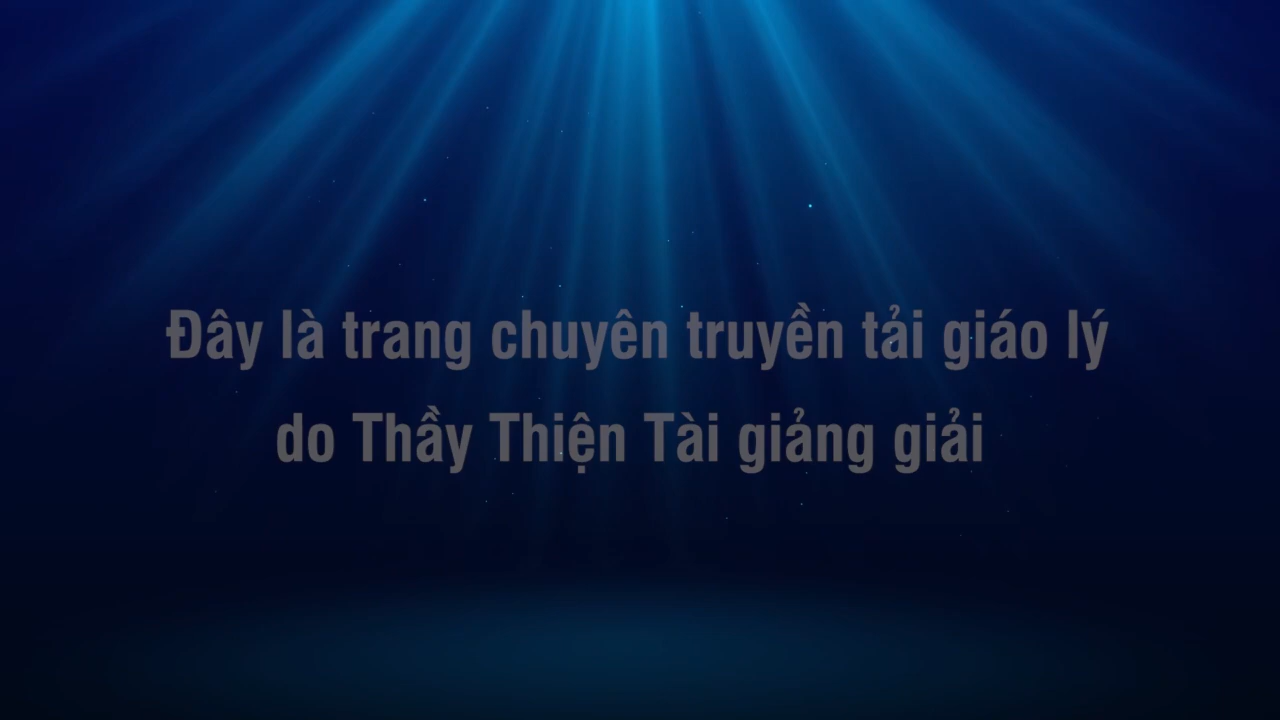 Đây là trang chuyên truyền tải giáo lý
do Thầy Thiện Tài giảng giải